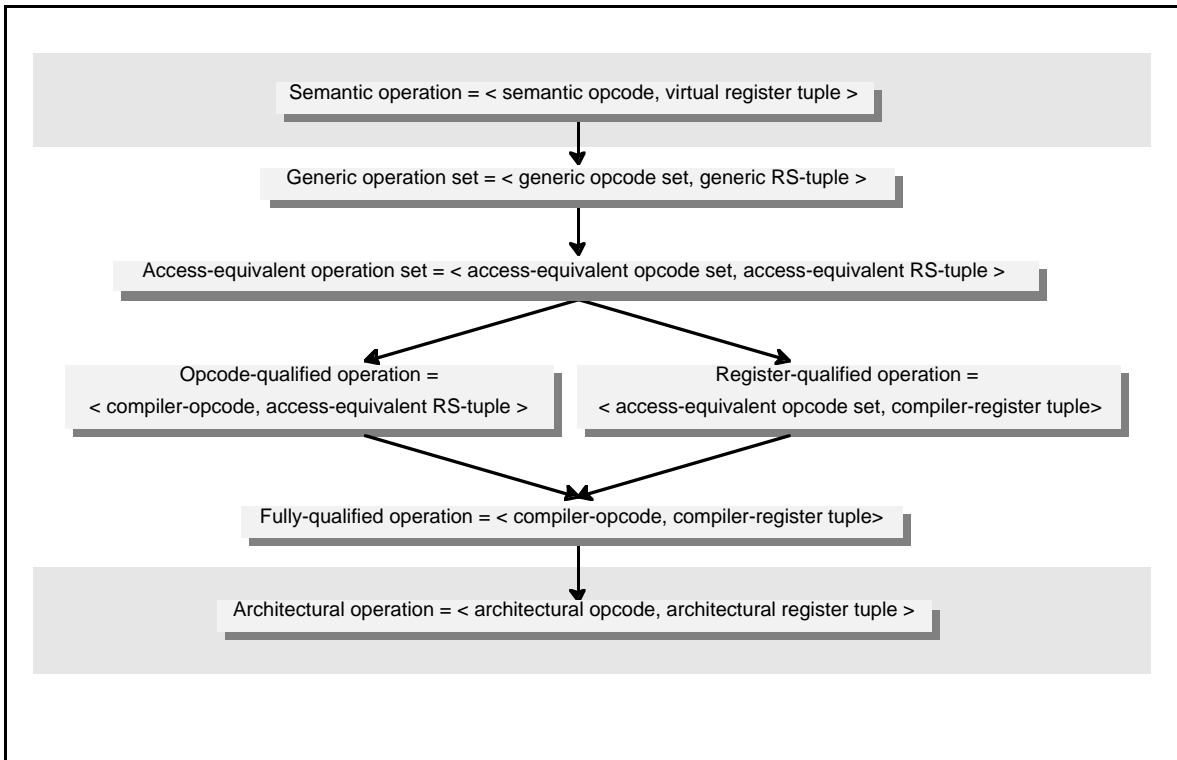 Semantic operation = < semantic opcode, virtual register tuple >
Generic operation set = < generic opcode set, generic RS-tuple >
Access-equivalent operation set = < access-equivalent opcode set, access-equivalent RS-tuple >
Opcode-qualified operation =
< compiler-opcode, access-equivalent RS-tuple >
Register-qualified operation =
< access-equivalent opcode set, compiler-register tuple>
Fully-qualified operation = < compiler-opcode, compiler-register tuple>
Architectural operation = < architectural opcode, architectural register tuple >